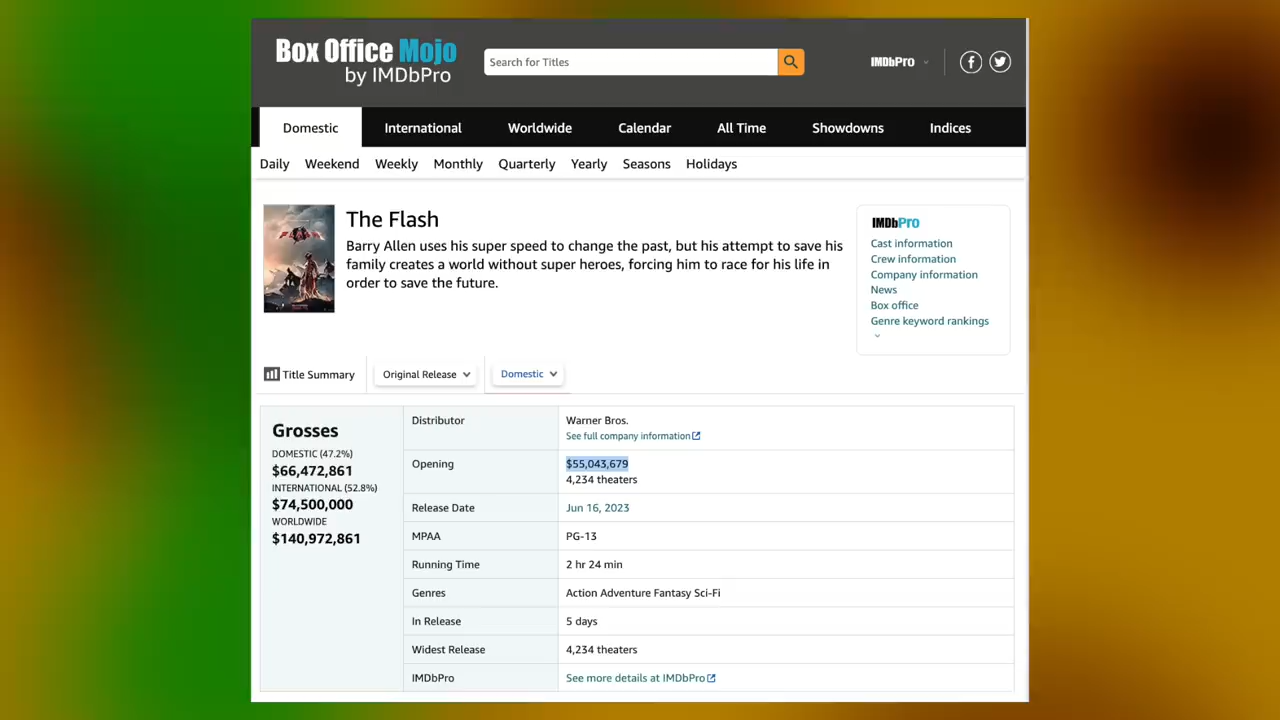 Box Office Mojo
by IMDbPro
Search for Titles
IMDbPro
Domestic
International
Worldwide
Calendar
All Time
Showdowns
Indices
Daily
Weekend
Weekly
Monthly
Quarterly
Yearly
Seasons
Holidays
The Flash
Barry Allen uses his super speed to change the past, but his attempt to save his
family creates a world without super heroes, forcing him to race for his life in
order to save the future.
IMDbPro
Cast information
Crew information
Company information
News
Box office
Genre keyword rankings
Title Summary
Original Release
Domestic
Grosses
DOMESTIC (47.2%)
$66,472,861
INTERNATIONAL (52.8%)
$74,500,000
WORLDWIDE
$140,972,861
Distributor
Warner Bros.
See full company information
Opening
$55,043,679
4,234 theaters
Release Date
Jun 16, 2023
MPAA
PG-13
Running Time
2 hr 24 min
Genres
Action Adventure Fantasy Sci-Fi
In Release
5 days
Widest Release
4,234 theaters
IMDbPro
See more details at IMDbPro